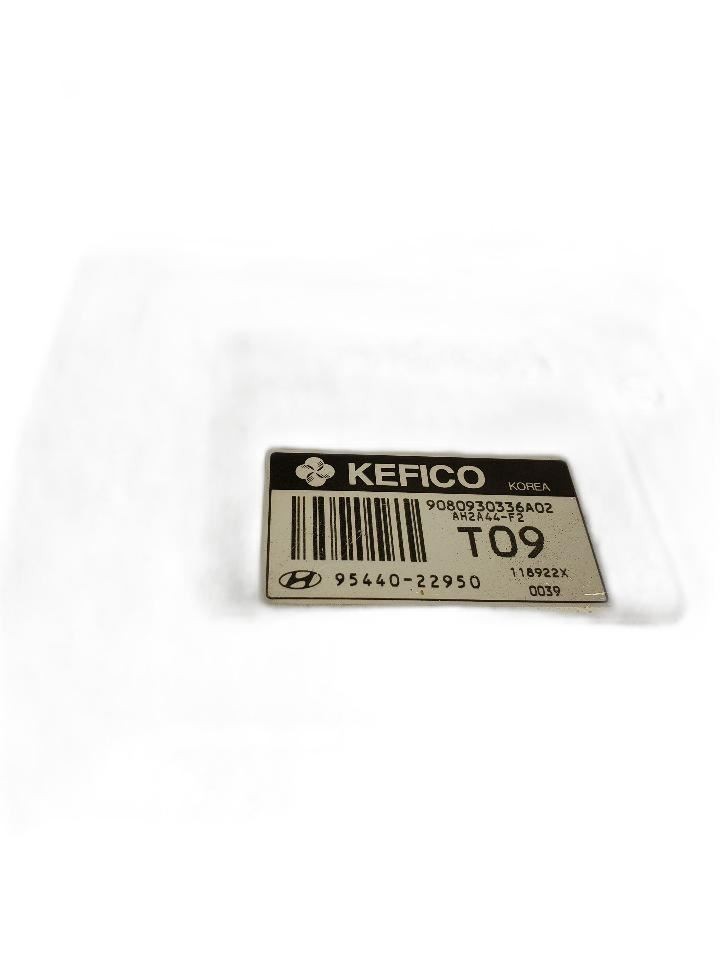 KEFICO KOREA
9080930336A02
AH2A44-F2
T09
95440-22950 118922X
0039